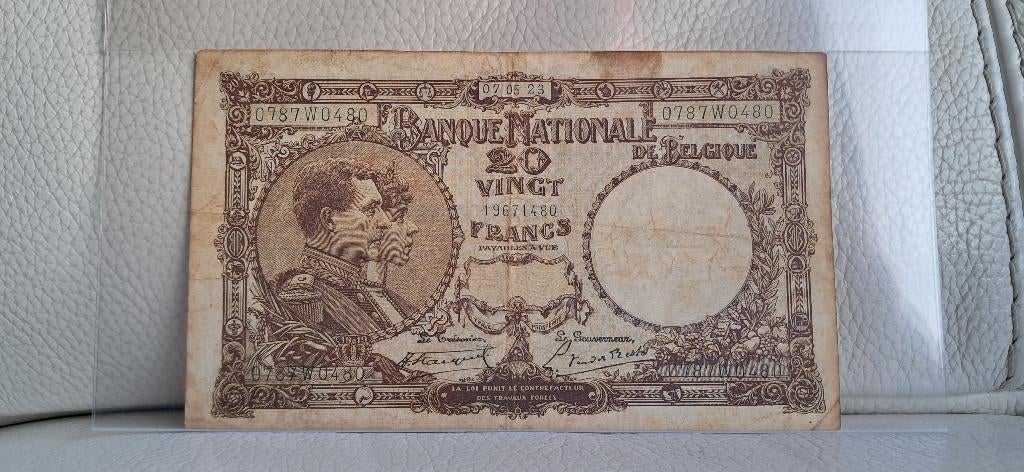 07 05 23
0787W0480
0787W0480
BANQUE NATIONALE
DE BELGIQUE
20
VINGT
19671480
FRANCS
PAYABLES A VUE
Le Trésorier,
Le Gouverneur,
0787W0480
0787W0480
LA LOI PUNIT LE CONTREFACTEUR
DES TRAVAUX FORCÉS